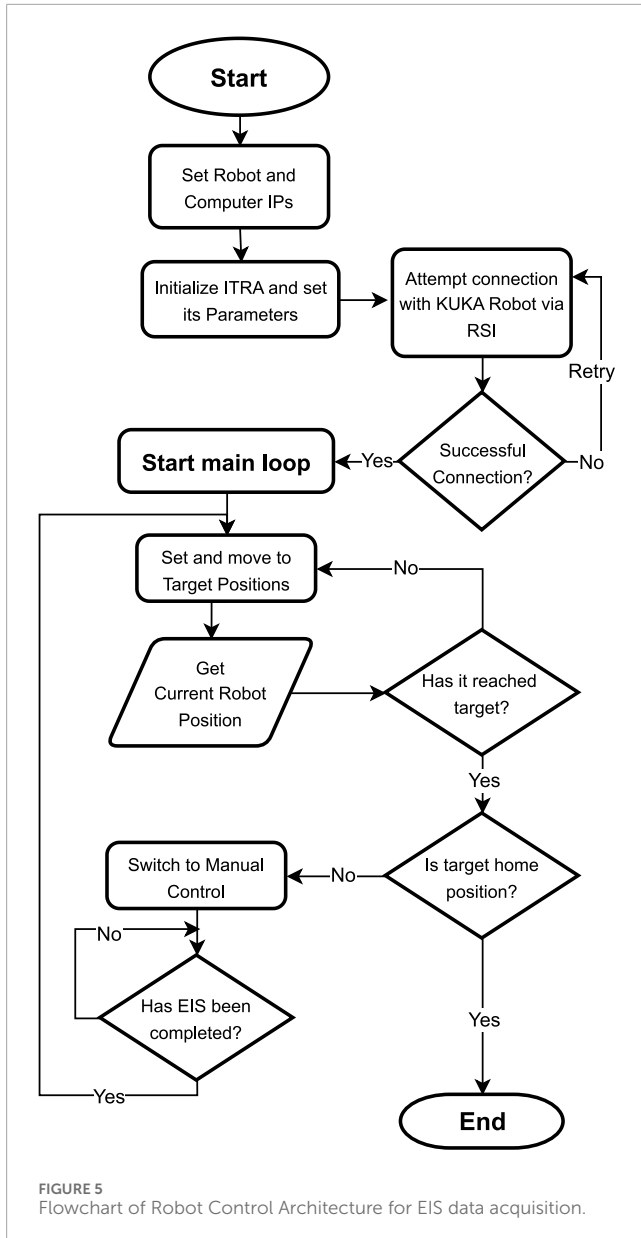 Start
Set Robot and
Computer IPs
Initialize ITRA and set
its Parameters
Attempt connection
with KUKA Robot via
RSI
Retry
Successful
Connection?
No
Yes
Start main loop
Set and move to
Target Positions
No
Get
Current Robot
Position
Has it reached
target?
Yes
Is target home
position?
No
Switch to Manual
Control
No
Has EIS been
completed?
Yes
Yes
End
FIGURE 5
Flowchart of Robot Control Architecture for EIS data acquisition.